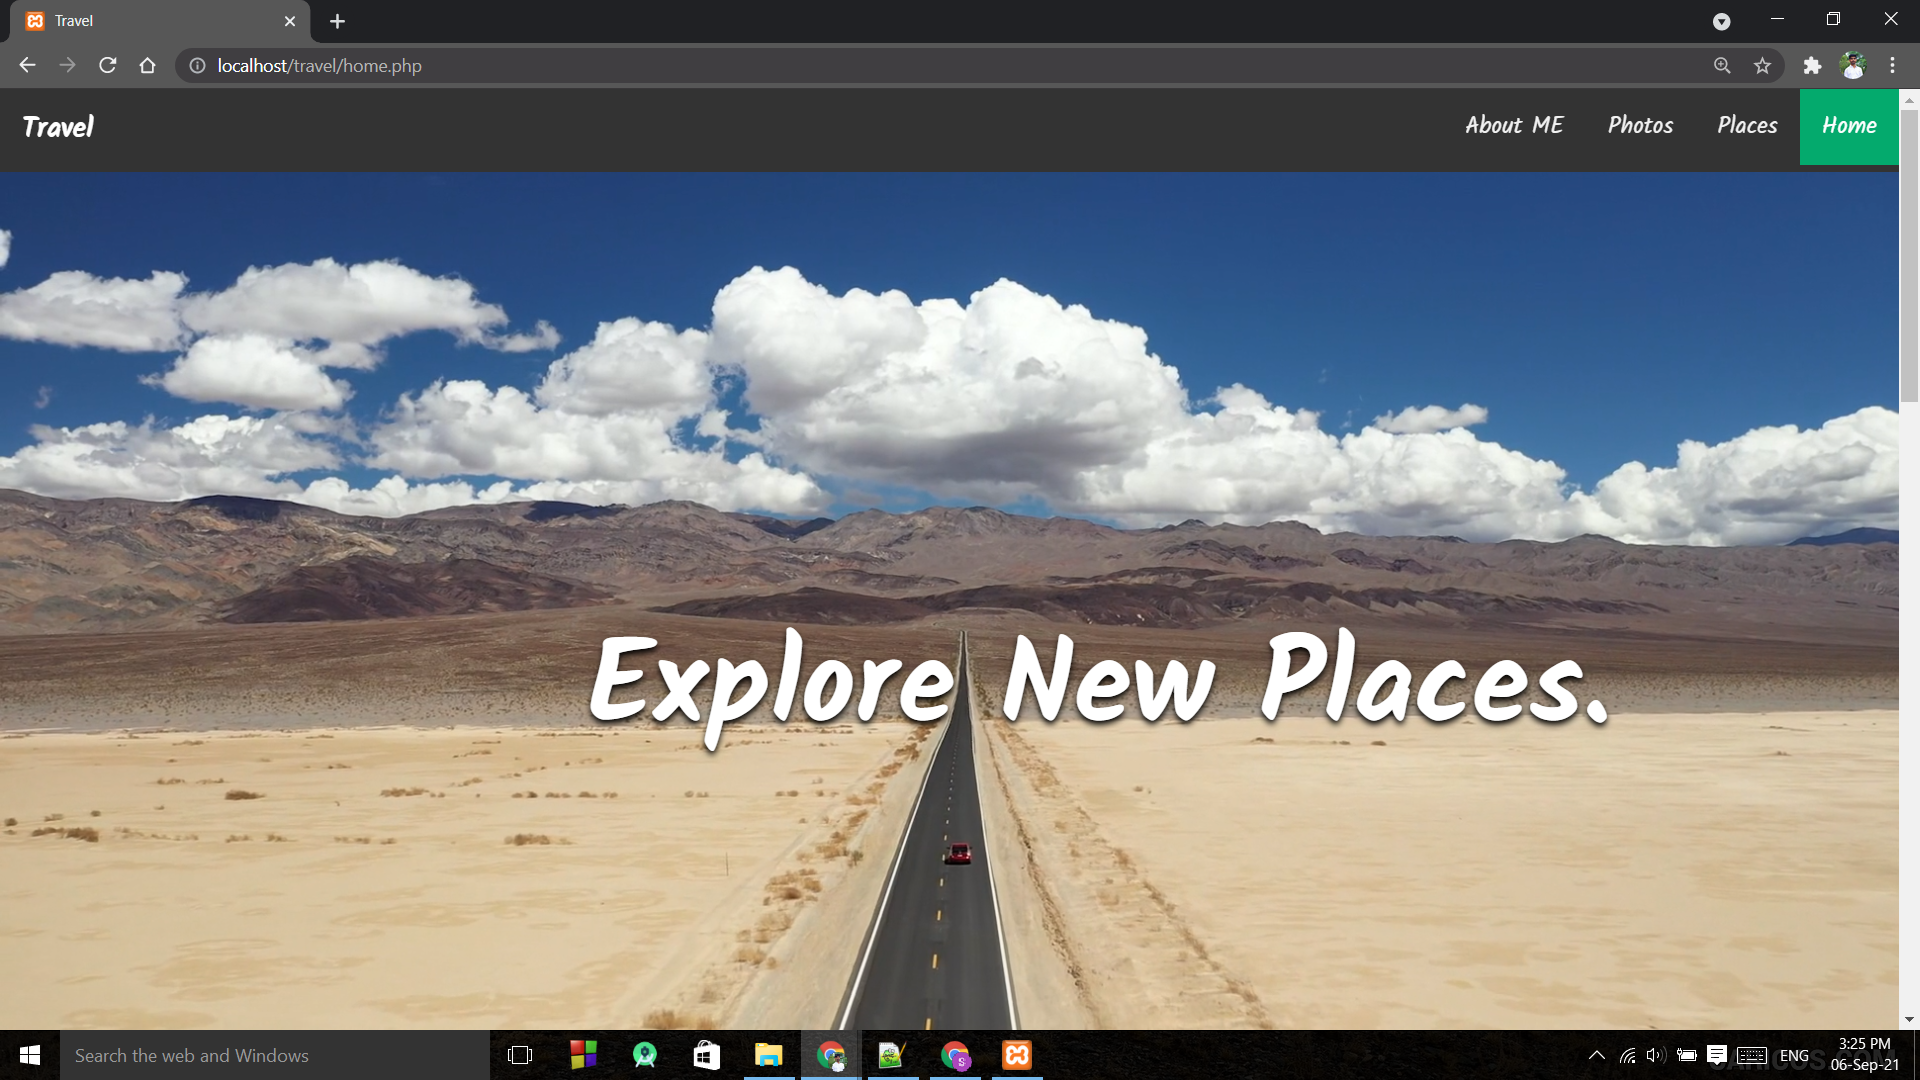 Travel
localhost/travel/home.php
Travel
About ME Photos Places Home
Explore New Places.
Search the web and Windows
ENG
3:25 PM
06-Sep-21